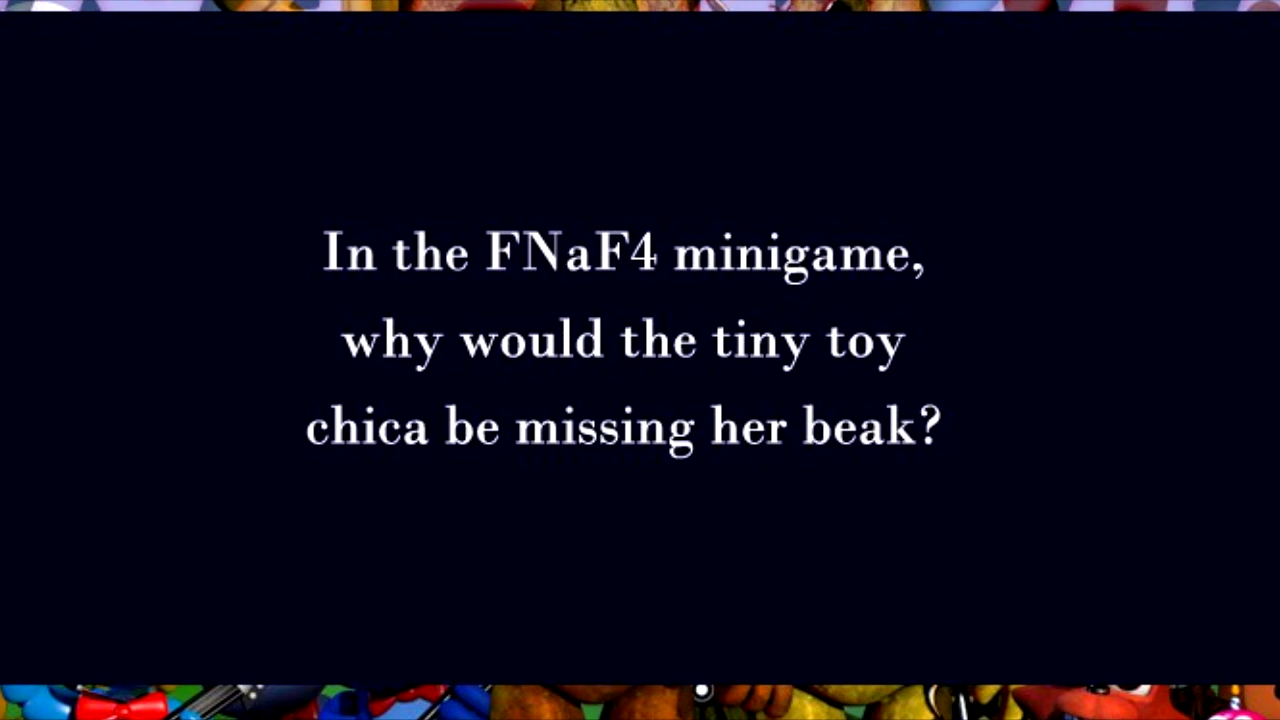 In the FNaF4 minigame,
why would the tiny toy
chica be missing her beak?